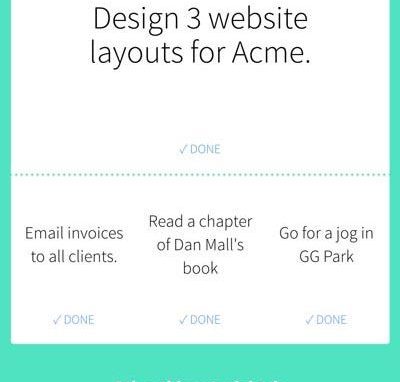 Design 3 website
layouts for Acme.
✓ DONE
Email invoices
to all clients.
✓ DONE
Read a chapter
of Dan Mall's
book
✓ DONE
Go for a jog in
GG Park
✓ DONE